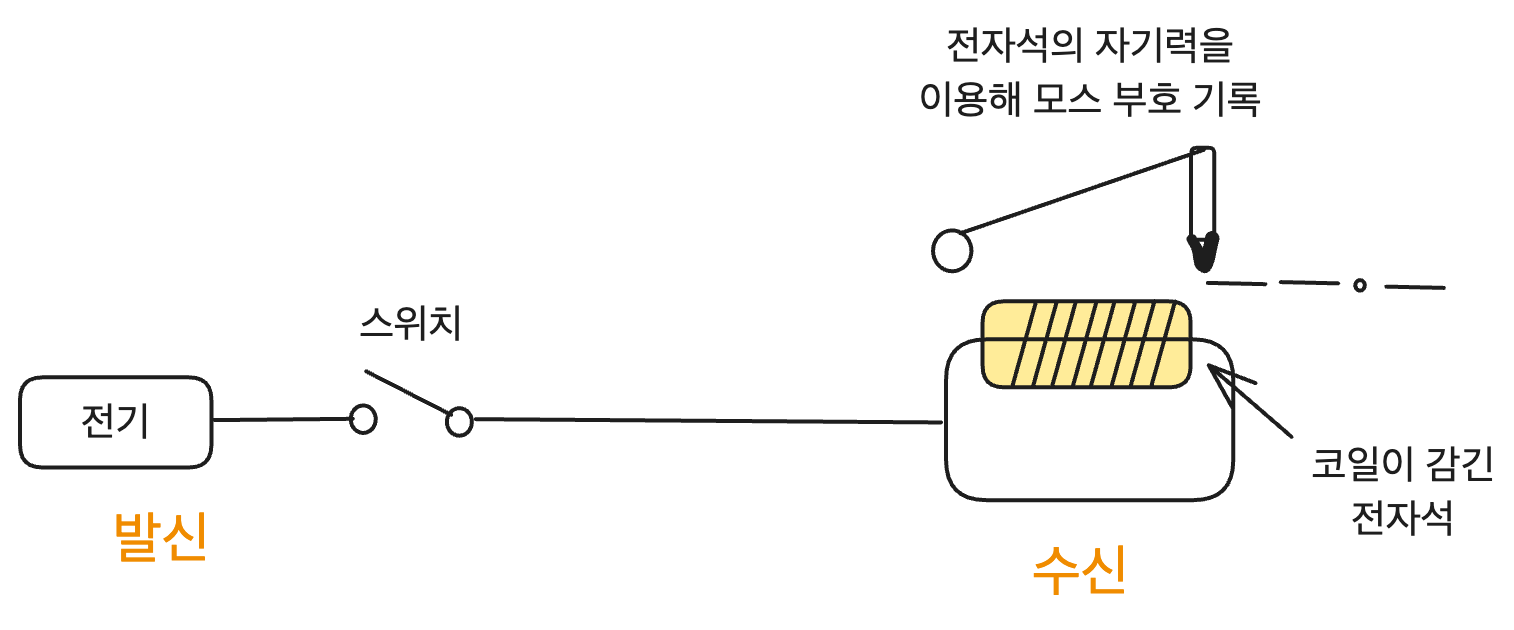 전자석의 자기력을
이용해 모스 부호 기록
스위치
전기
코일이 감긴
전자석
발신
수신